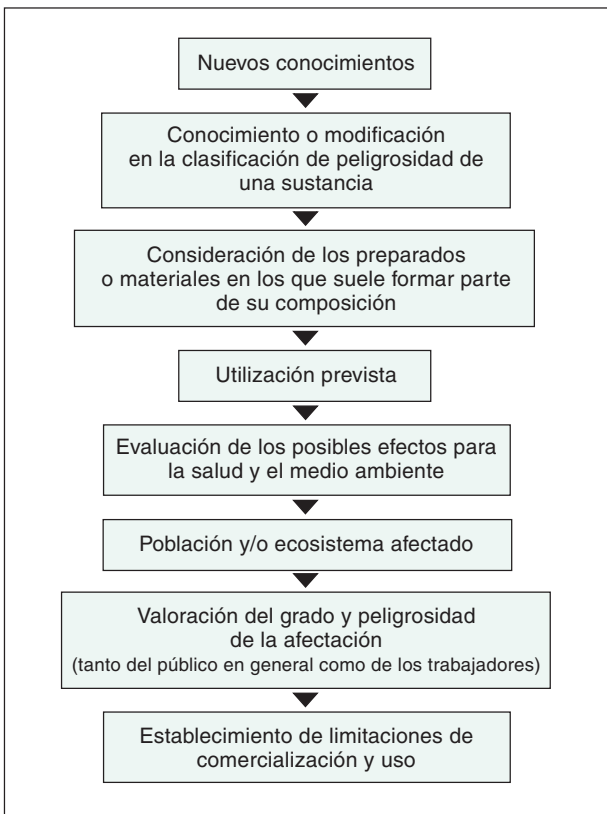 Nuevos conocimientos
Conocimiento o modificación
en la clasificación de peligrosidad de
una sustancia
Consideración de los preparados
o materiales en los que suele formar parte
de su composición
Utilización prevista
Evaluación de los posibles efectos para
la salud y el medio ambiente
Población y/o ecosistema afectado
Valoración del grado y peligrosidad
de la afectación
(tanto del público en general como de los trabajadores)
Establecimiento de limitaciones de
comercialización y uso